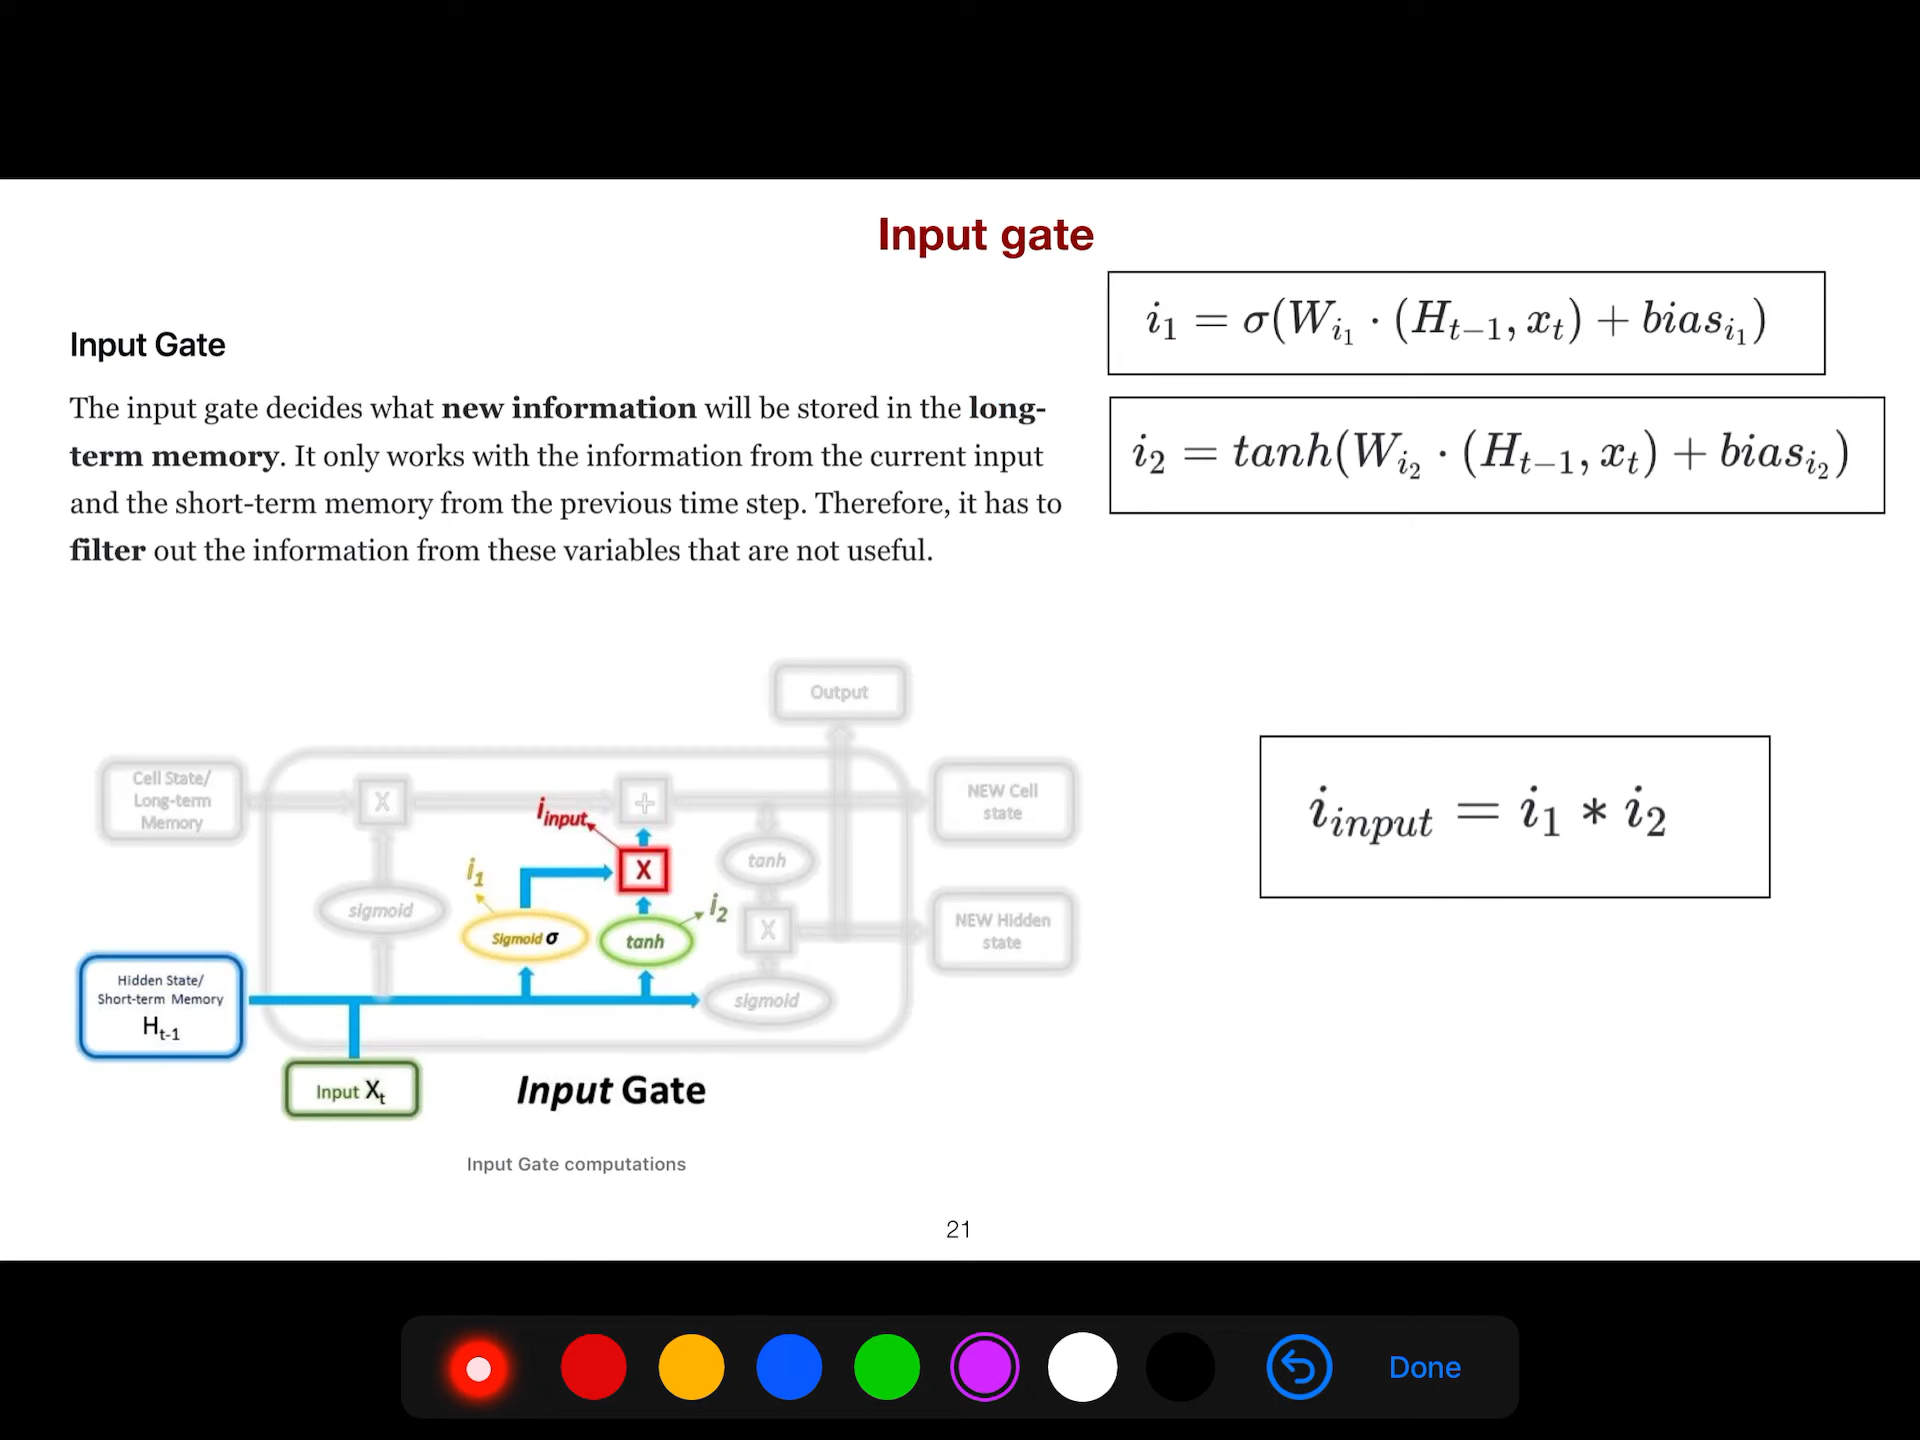 Input gate
Input Gate
The input gate decides what new information will be stored in the long-
term memory. It only works with the information from the current input
and the short-term memory from the previous time step. Therefore, it has to
filter out the information from these variables that are not useful.
i₁ = σ(W_{i₁} · (H_{t−1}, x_t) + bias_{i₁})
i₂ = tanh(W_{i₂} · (H_{t−1}, x_t) + bias_{i₂})
i_{input} = i₁ * i₂
Output
Cell State/
Long-term
Memory
X
+
NEW Cell
state
i_{input}
X
tanh
i₁
i₂
sigmoid
Sigmoid σ
tanh
X
NEW Hidden
state
Hidden State/
Short-term Memory
H_{t-1}
sigmoid
Input X_t
Input Gate
Input Gate computations
21
Done